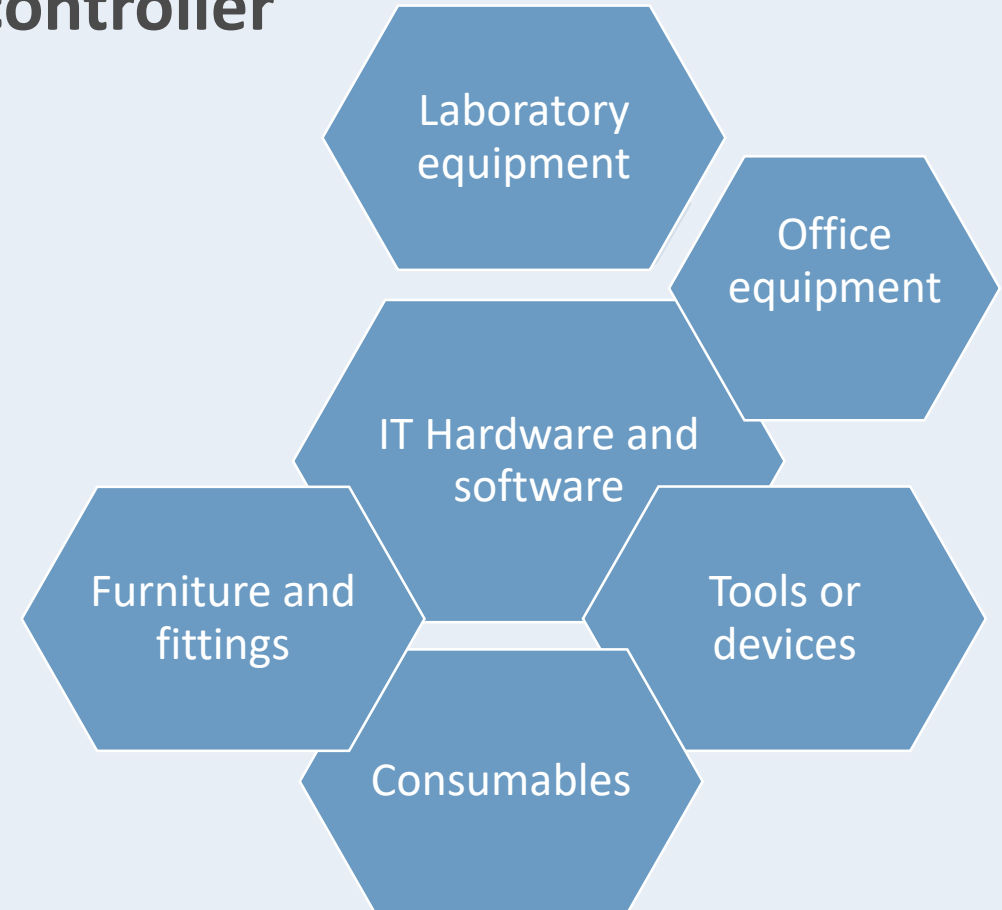 controller
Laboratory
equipment
Office
equipment
IT Hardware and
software
Furniture and
fittings
Tools or
devices
Consumables